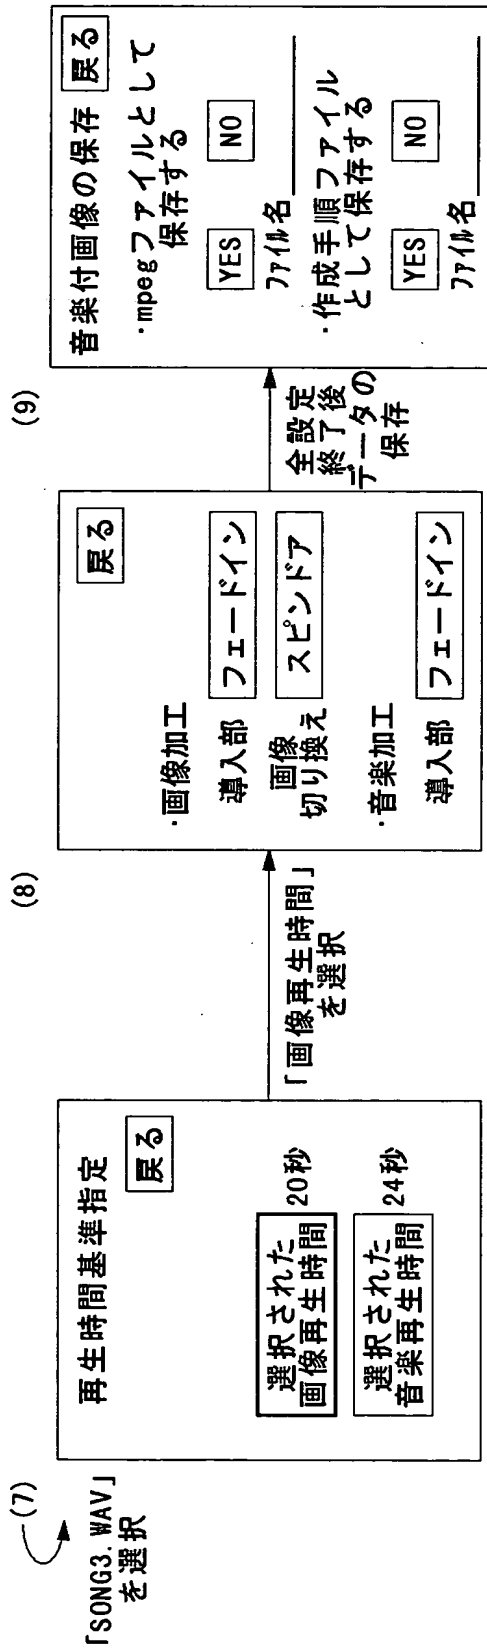 (7)
「SONG3. WAV」
を選択
再生時間基準指定
戻る
選択された
画像再生時間
20秒
選択された
音楽再生時間
24秒
「画像再生時間」
を選択
(8)
戻る
・画像加工
導入部
フェードイン
画像
切り換え
スピンドア
・音楽加工
導入部
フェードイン
全設定
終了後
データの
保存
(9)
音楽付画像の保存
戻る
・mpegファイルとして
保存する
YES
NO
ファイル名
・作成手順ファイル
として保存する
YES
NO
ファイル名